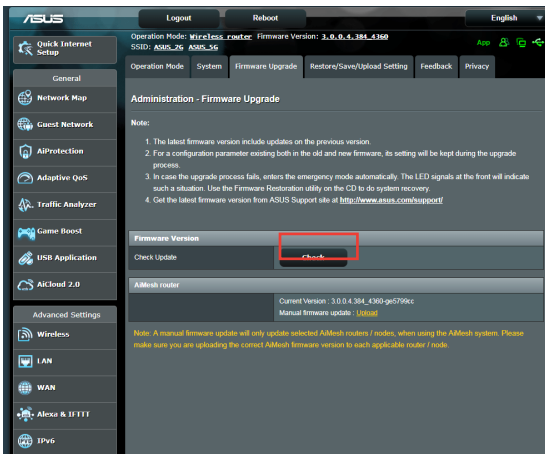 ASUS
Logout
Reboot
English
Quick Internet
Setup
Operation Mode: Wireless router Firmware Version: 3.0.0.4.384_4360
SSID: ASUS_2G ASUS_5G
App
Operation Mode
System
Firmware Upgrade
Restore/Save/Upload Setting
Feedback
Privacy
General
Network Map
Guest Network
AiProtection
Adaptive QoS
Traffic Analyzer
Game Boost
USB Application
AiCloud 2.0
Advanced Settings
Wireless
LAN
WAN
Alexa & IFTTT
IPv6
Administration - Firmware Upgrade
Note:
1. The latest firmware version include updates on the previous version.
2. For a configuration parameter existing both in the old and new firmware, its setting will be kept during the upgrade
process.
3. In case the upgrade process fails, enters the emergency mode automatically. The LED signals at the front will indicate
such a situation. Use the Firmware Restoration utility on the CD to do system recovery.
4. Get the latest firmware version from ASUS Support site at http://www.asus.com/support/
Firmware Version
Check Update
Check
AiMesh router
Current Version : 3.0.0.4.384_4360-ge5799cc
Manual firmware update : Upload
Note: A manual firmware update will only update selected AiMesh routers / nodes, when using the AiMesh system. Please
make sure you are uploading the correct AiMesh firmware version to each applicable router / node.